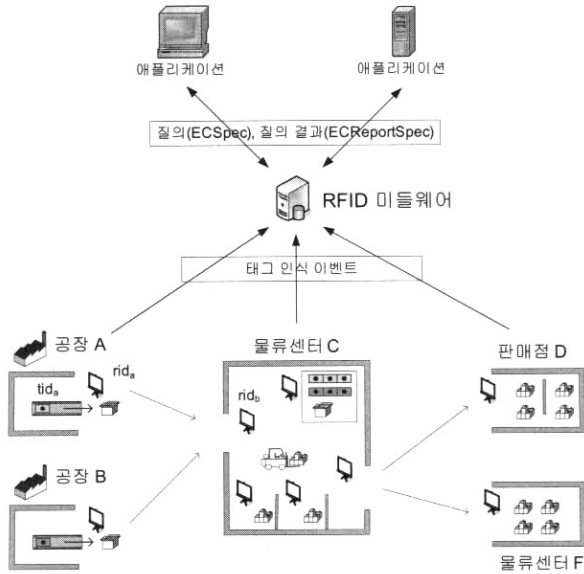 애플리케이션
애플리케이션
질의(ECSpec), 질의 결과(ECReportSpec)
RFID 미들웨어
태그 인식 이벤트
공장 A
물류센터 C
판매점 D
tidₐ
ridₐ
rid_b
공장 B
물류센터 F